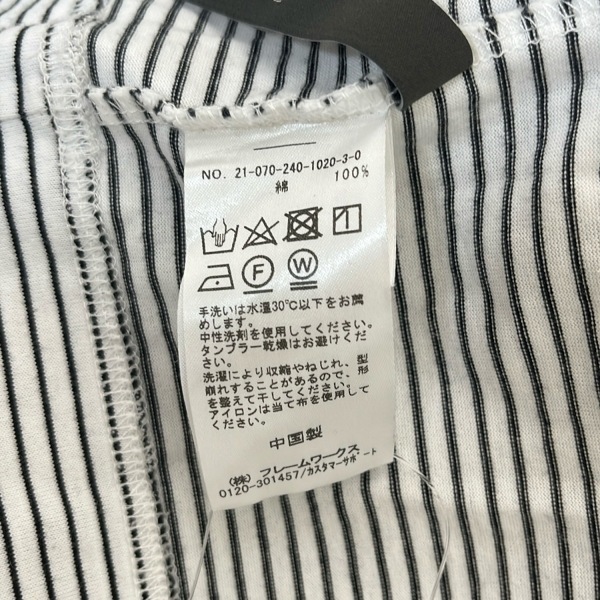 NO. 21-070-240-1020-3-0
綿 100%
F W
手洗いは水温30℃以下をお薦
めします。
中性洗剤を使用してください。
タンブラー乾燥はお避けくだ
さい。
洗濯により収縮やねじれ、型
崩れすることがあるので、形
を整えて干してください。
アイロンは当て布を使用して
ください。
中国製
(株) フレームワークス
0120-301457/カスタマーサポート